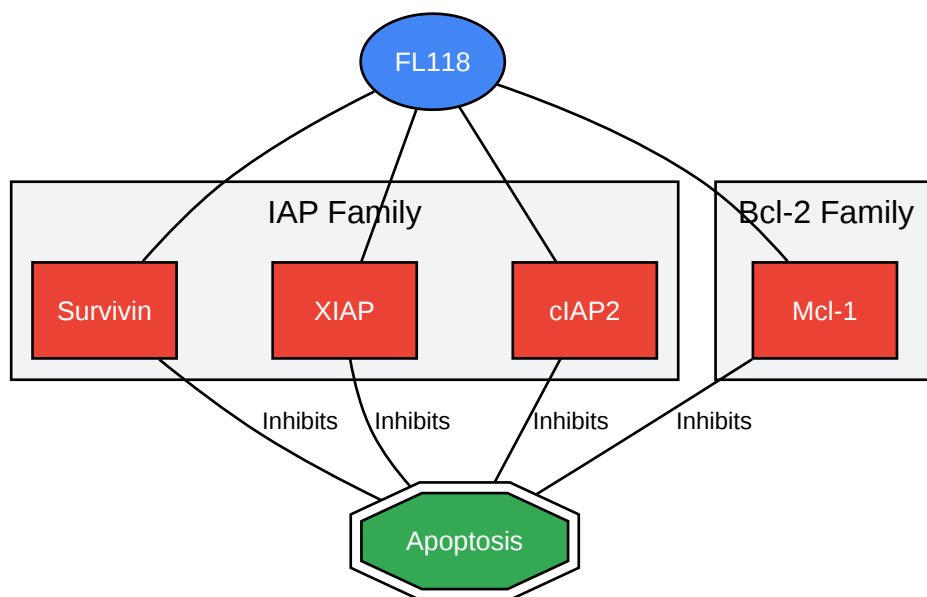 FL118
IAP Family
Bcl-2 Family
Survivin
XIAP
cIAP2
Mcl-1
Inhibits
Inhibits
Inhibits
Inhibits
Apoptosis